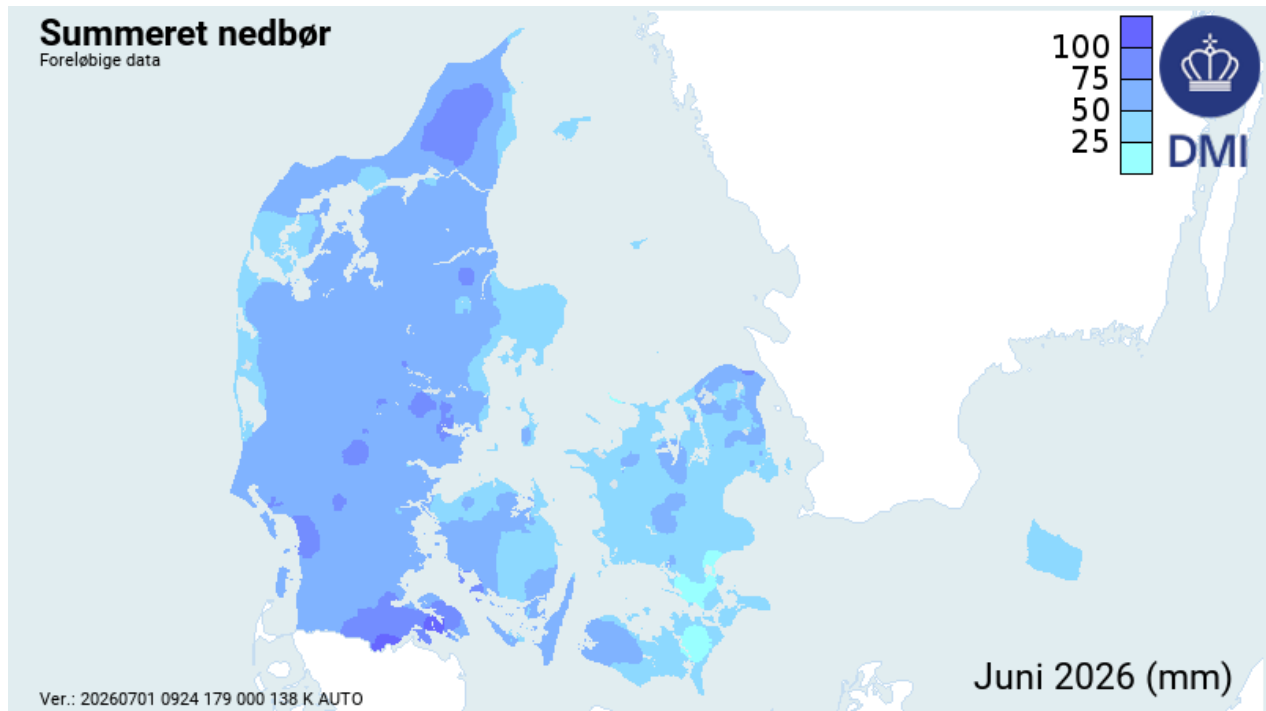 Summeret nedbør
Foreløbige data
100
75
50
25
DMI
Juni 2026 (mm)
Ver.: 20260701 0924 179 000 138 K AUTO